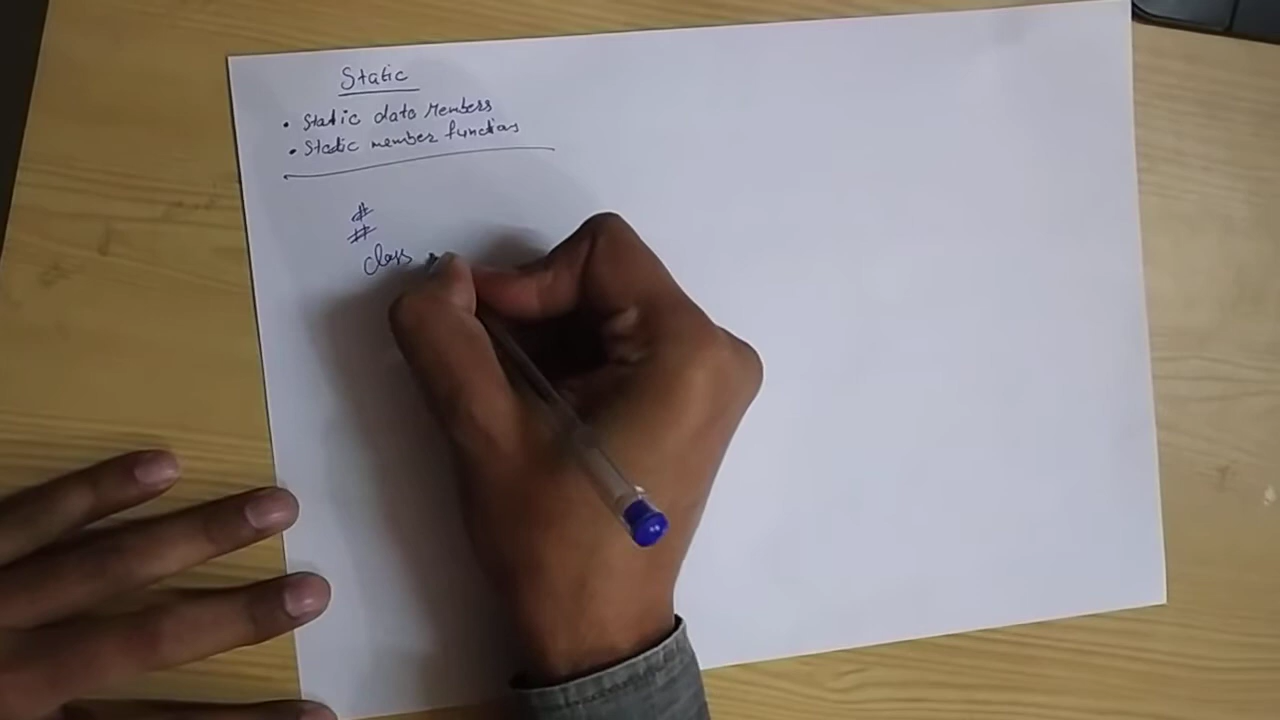 Static
• Static data Members
• Static member functions
#
#
class